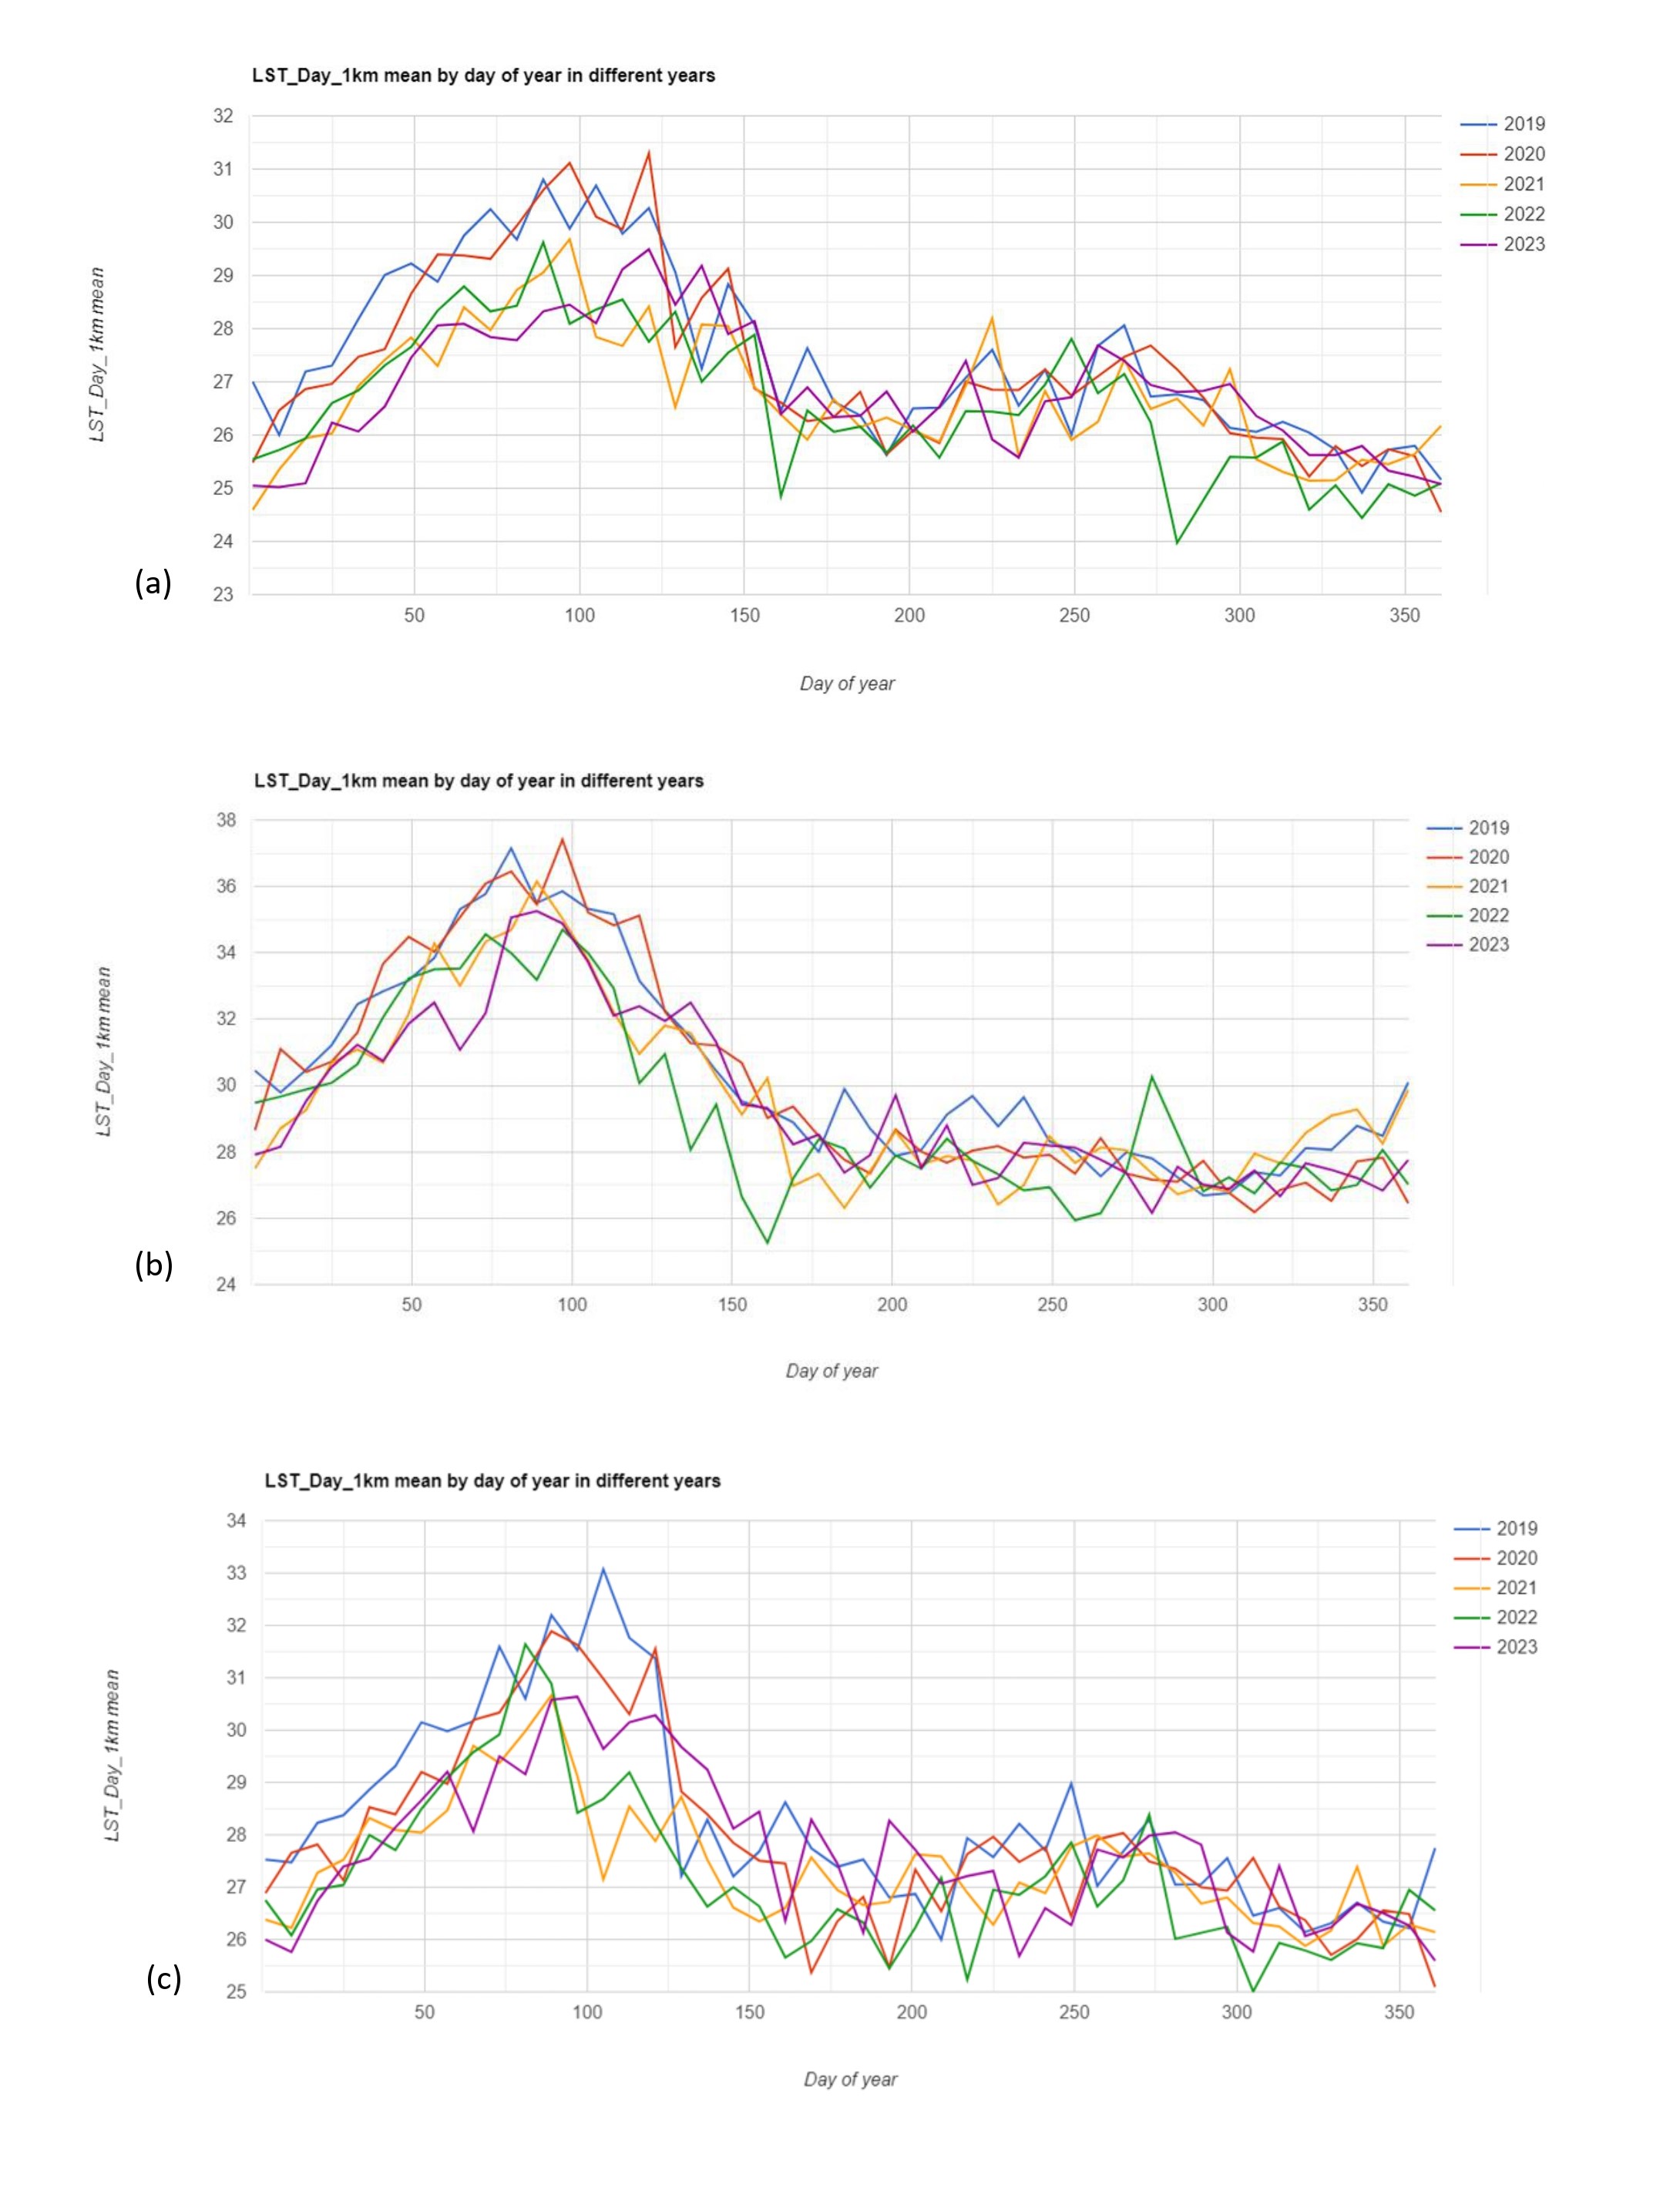 LST_Day_1km mean by day of year in different years
32
31
30
29
28
27
26
25
24
23
LST_Day_1km mean
50 100 150 200 250 300 350
Day of year
2019
2020
2021
2022
2023
(a)
LST_Day_1km mean by day of year in different years
38
36
34
32
30
28
26
24
LST_Day_1km mean
50 100 150 200 250 300 350
Day of year
2019
2020
2021
2022
2023
(b)
LST_Day_1km mean by day of year in different years
34
33
32
31
30
29
28
27
26
25
LST_Day_1km mean
50 100 150 200 250 300 350
Day of year
2019
2020
2021
2022
2023
(c)